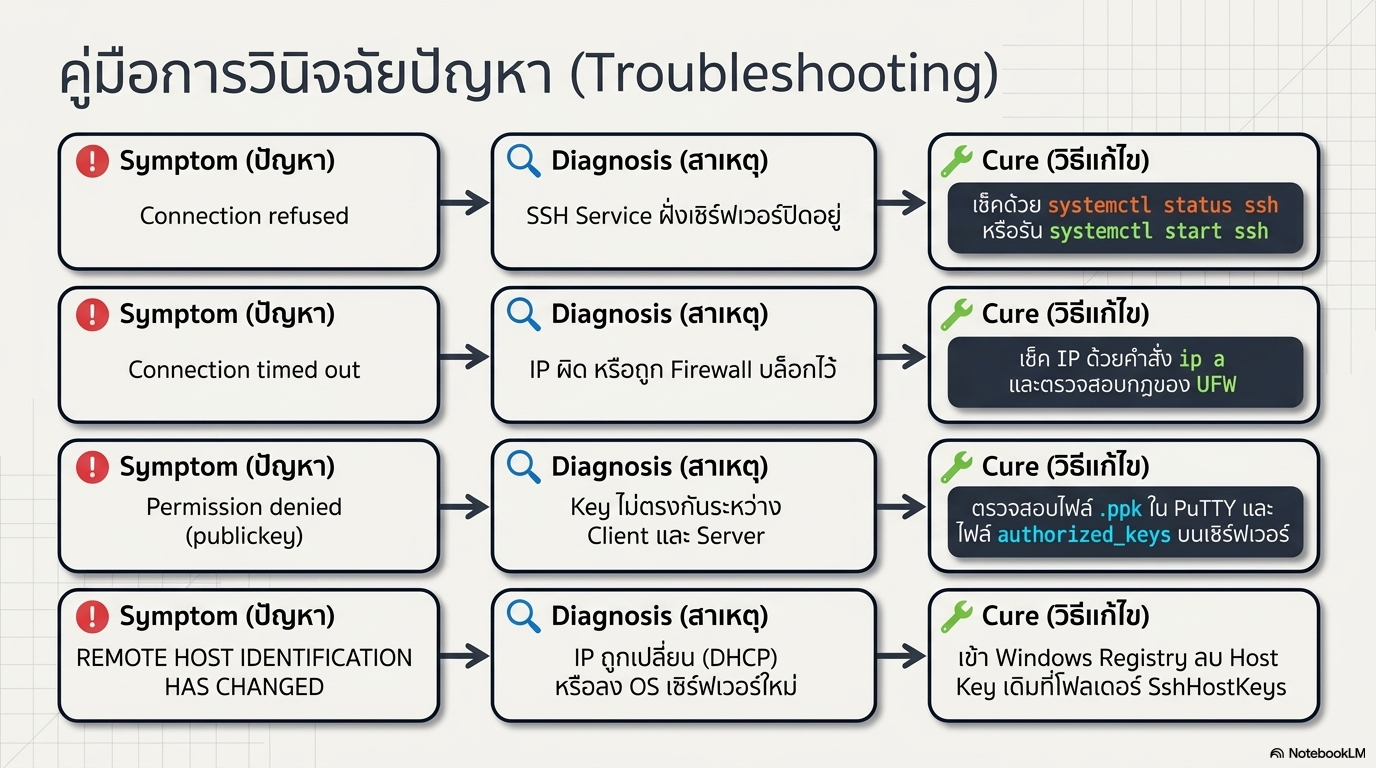 คู่มือการวินิจฉัยปัญหา (Troubleshooting)
Symptom (ปัญหา)
Connection refused
Diagnosis (สาเหตุ)
SSH Service ฝั่งเซิร์ฟเวอร์ปิดอยู่
Cure (วิธีแก้ไข)
เช็คด้วย systemctl status ssh
หรือรัน systemctl start ssh
Symptom (ปัญหา)
Connection timed out
Diagnosis (สาเหตุ)
IP ผิด หรือถูก Firewall บล็อกไว้
Cure (วิธีแก้ไข)
เช็ค IP ด้วยคำสั่ง ip a
และตรวจสอบกฎของ UFW
Symptom (ปัญหา)
Permission denied
(publickey)
Diagnosis (สาเหตุ)
Key ไม่ตรงกันระหว่าง
Client และ Server
Cure (วิธีแก้ไข)
ตรวจสอบไฟล์ .ppk ใน PuTTY และ
ไฟล์ authorized_keys บนเซิร์ฟเวอร์
Symptom (ปัญหา)
REMOTE HOST IDENTIFICATION
HAS CHANGED
Diagnosis (สาเหตุ)
IP ถูกเปลี่ยน (DHCP)
หรือลง OS เซิร์ฟเวอร์ใหม่
Cure (วิธีแก้ไข)
เข้า Windows Registry ลบ Host
Key เดิมที่โฟลเดอร์ SshHostKeys
NotebookLM